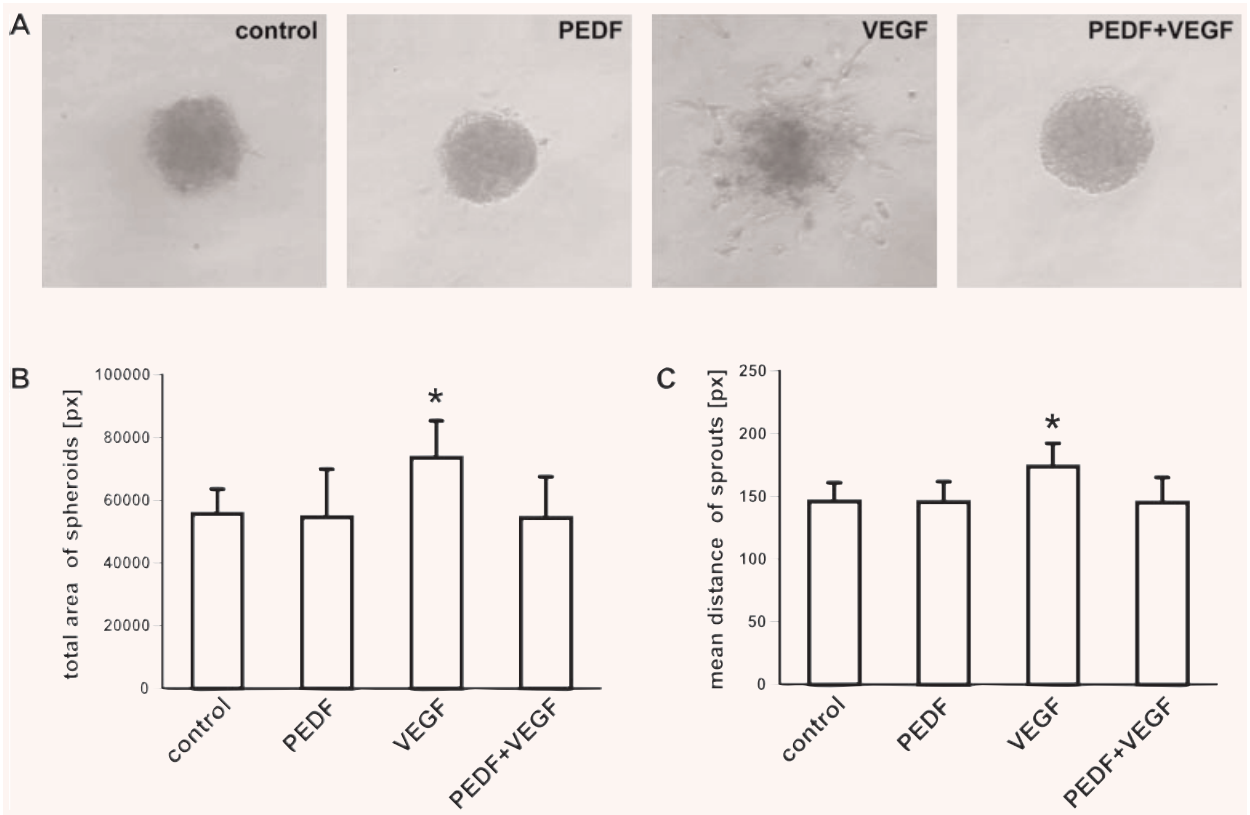 A
control
PEDF
VEGF
PEDF+VEGF
B
total area of spheroids [px]
100000
80000
60000
40000
20000
0
*
control
PEDF
VEGF
PEDF+VEGF
C
mean distance of sprouts [px]
250
200
150
100
50
0
*
control
PEDF
VEGF
PEDF+VEGF